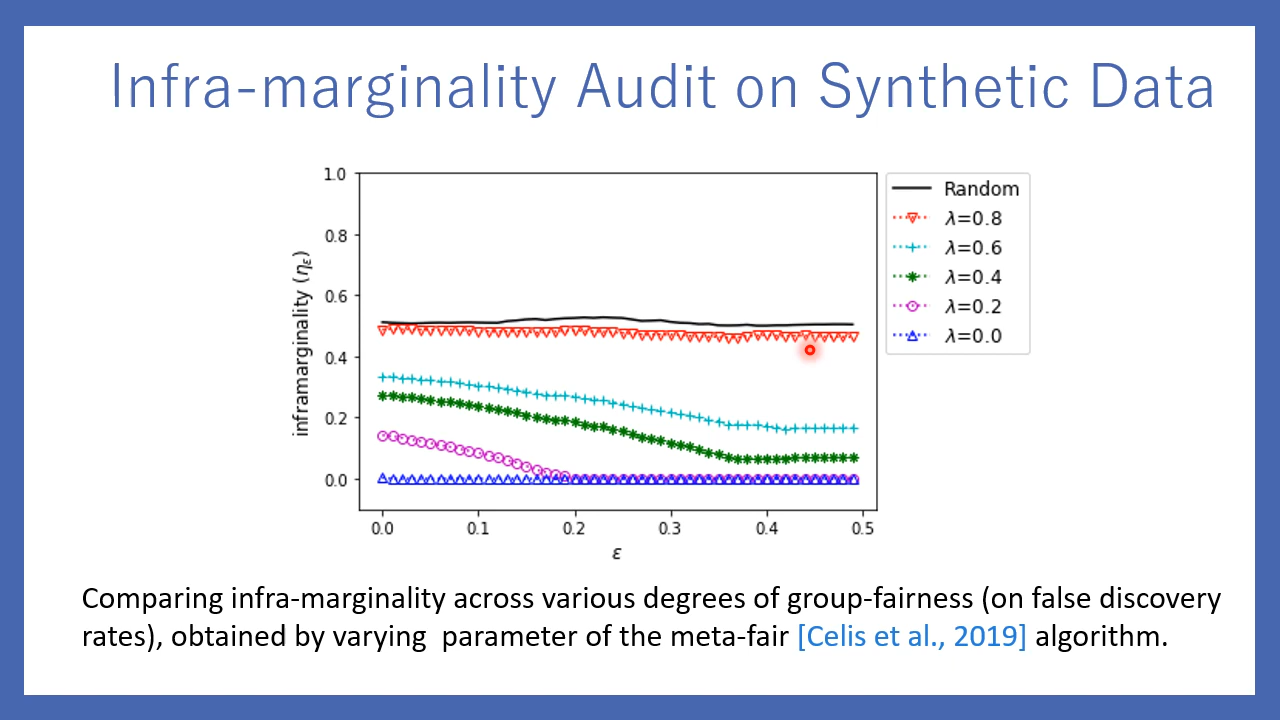 Infra-marginality Audit on Synthetic Data
1.0
0.8
0.6
0.4
0.2
0.0
inframarginality (ηε)
0.0 0.1 0.2 0.3 0.4 0.5
ε
Random
λ=0.8
λ=0.6
λ=0.4
λ=0.2
λ=0.0
Comparing infra-marginality across various degrees of group-fairness (on false discovery
rates), obtained by varying parameter of the meta-fair [Celis et al., 2019] algorithm.